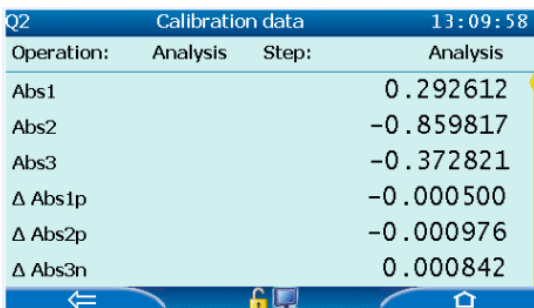 Q2 Calibration data 13:09:58
Operation: Analysis Step: Analysis
Abs1 0.292612
Abs2 -0.859817
Abs3 -0.372821
Δ Abs1p -0.000500
Δ Abs2p -0.000976
Δ Abs3n 0.000842